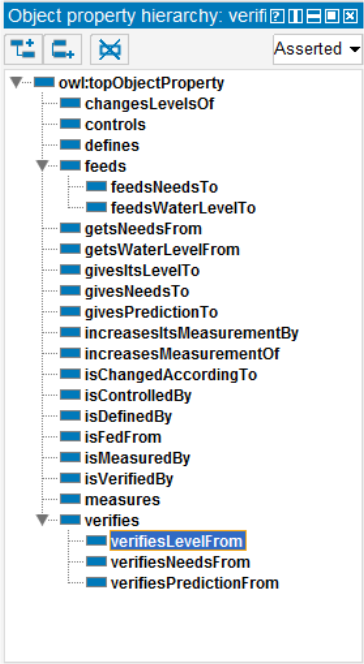 Object property hierarchy: verifi
Asserted
owl:topObjectProperty
changesLevelsOf
controls
defines
feeds
feedsNeedsTo
feedsWaterLevelTo
getsNeedsFrom
getsWaterLevelFrom
givesItsLevelTo
givesNeedsTo
givesPredictionTo
increasesItsMeasurementBy
increasesMeasurementOf
isChangedAccordingTo
isControlledBy
isDefinedBy
isFedFrom
isMeasuredBy
isVerifiedBy
measures
verifies
verifiesLevelFrom
verifiesNeedsFrom
verifiesPredictionFrom